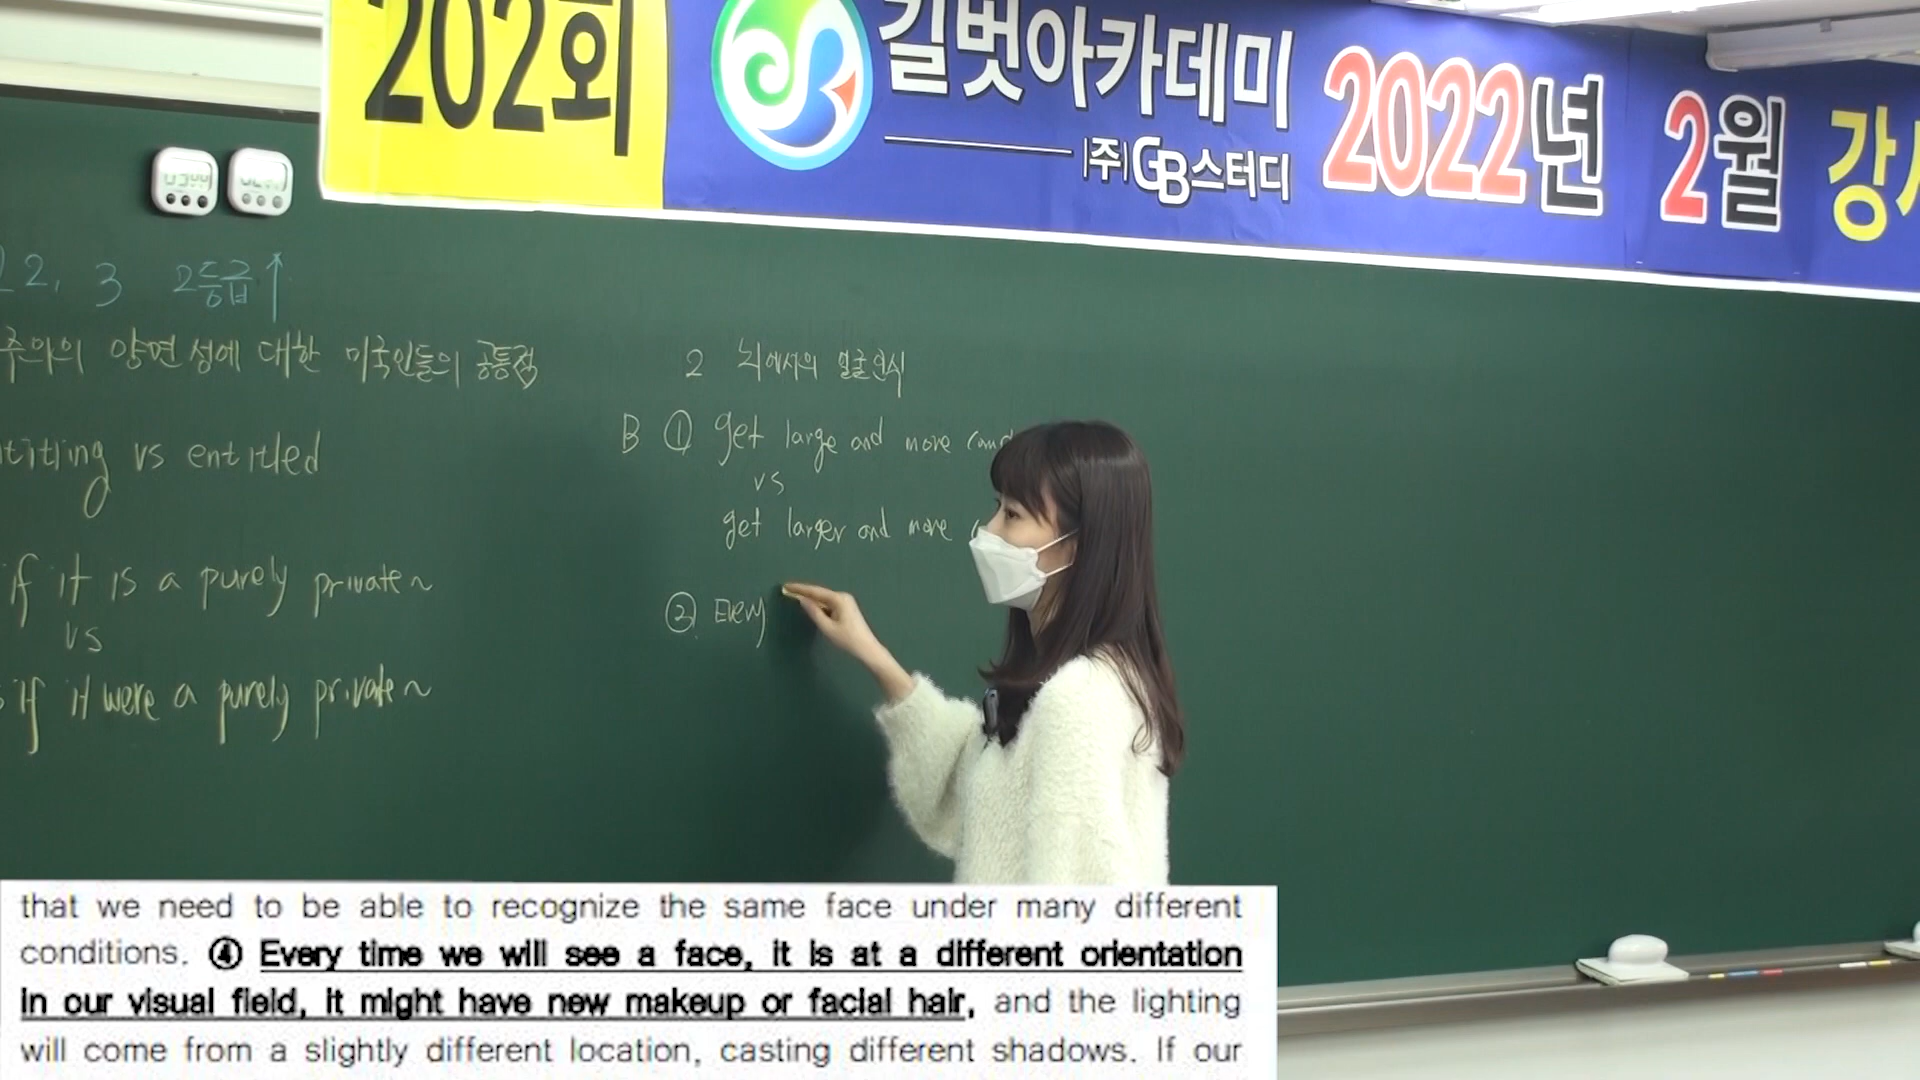 202회
길벗아카데미
(주)GB스터디
2022년 2월
2, 3 2등급↑
주의의 양면성에 대한 미국인들의 공통점
entitling vs entitled
if it is a purely private~
vs
if it were a purely private~
2 뇌에서의 얼굴인식
B ① get large and more
vs
get larger and more
② Every
that we need to be able to recognize the same face under many different
conditions. ④ Every time we will see a face, it is at a different orientation
in our visual field, it might have new makeup or facial hair, and the lighting
will come from a slightly different location, casting different shadows. If our